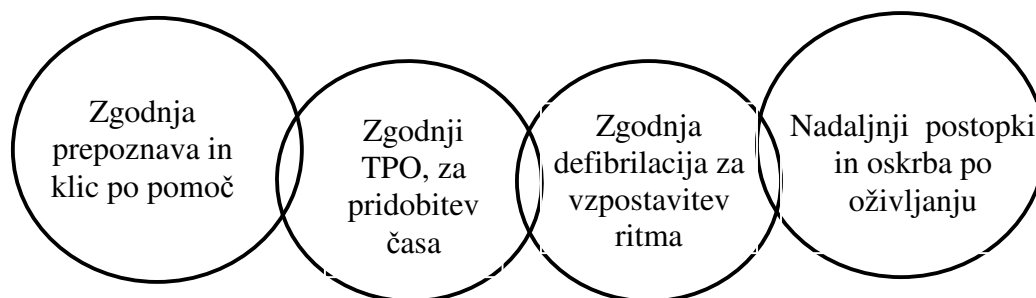 Zgodnja
prepoznava in
klic po pomoč
Zgodnji
TPO, za
pridobitev
časa
Zgodnja
defibrilacija za
vzpostavitev
ritma
Nadaljnji postopki
in oskrba po
oživljanju